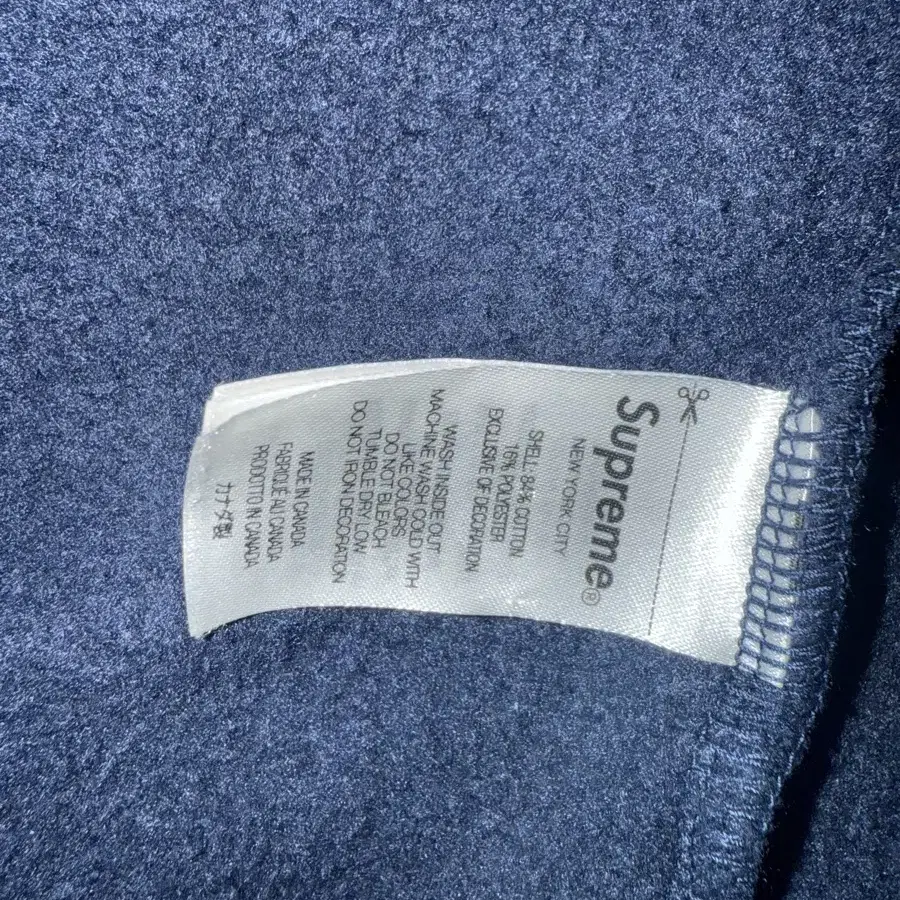 Supreme®
NEW YORK CITY
SHELL: 84% COTTON
16% POLYESTER
EXCLUSIVE OF DECORATION
WASH INSIDE OUT
MACHINE WASH COLD WITH
LIKE COLORS
DO NOT BLEACH
TUMBLE DRY LOW
DO NOT IRON DECORATION
MADE IN CANADA
FABRIQUÉ AU CANADA
PRODOTTO IN CANADA
カナダ製